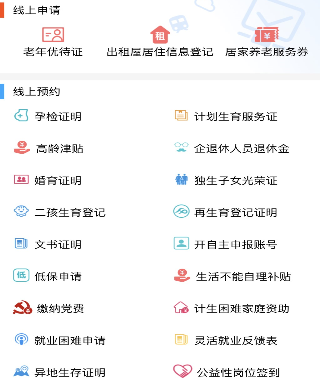 线上申请
老年优待证 出租屋居住信息登记 居家养老服务券
线上预约
孕检证明 计划生育服务证
高龄津贴 企退休人员退休金
婚育证明 独生子女光荣证
二孩生育登记 再生育登记证明
文书证明 开自主申报账号
低保申请 生活不能自理补贴
缴纳党费 计生困难家庭资助
就业困难申请 灵活就业反馈表
异地生存证明 公益性岗位签到